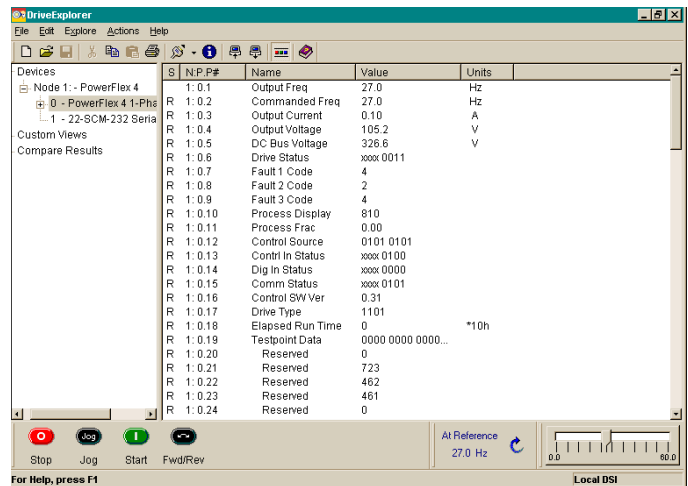 DriveExplorer
File Edit Explore Actions Help
Devices
Node 1: - PowerFlex 4
0 - PowerFlex 4 1-Pha
1 - 22-SCM-232 Seria
Custom Views
Compare Results
S N:P.P# Name Value Units
1: 0.1 Output Freq 27.0 Hz
R 1: 0.2 Commanded Freq 27.0 Hz
R 1: 0.3 Output Current 0.10 A
R 1: 0.4 Output Voltage 105.2 V
R 1: 0.5 DC Bus Voltage 326.6 V
R 1: 0.6 Drive Status xxxx 0011
R 1: 0.7 Fault 1 Code 4
R 1: 0.8 Fault 2 Code 2
R 1: 0.9 Fault 3 Code 4
R 1: 0.10 Process Display 810
R 1: 0.11 Process Frac 0.00
R 1: 0.12 Control Source 0101 0101
R 1: 0.13 Contrl In Status xxxx 0100
R 1: 0.14 Dig In Status xxxx 0000
R 1: 0.15 Comm Status xxxx 0101
R 1: 0.16 Control SW Ver 0.31
R 1: 0.17 Drive Type 1101
R 1: 0.18 Elapsed Run Time 0 *10h
R 1: 0.19 Testpoint Data 0000 0000 0000...
R 1: 0.20 Reserved 0
R 1: 0.21 Reserved 723
R 1: 0.22 Reserved 462
R 1: 0.23 Reserved 461
R 1: 0.24 Reserved 0
Jog
Stop Jog Start Fwd/Rev
At Reference
27.0 Hz
0.0 60.0
For Help, press F1 Local DSI